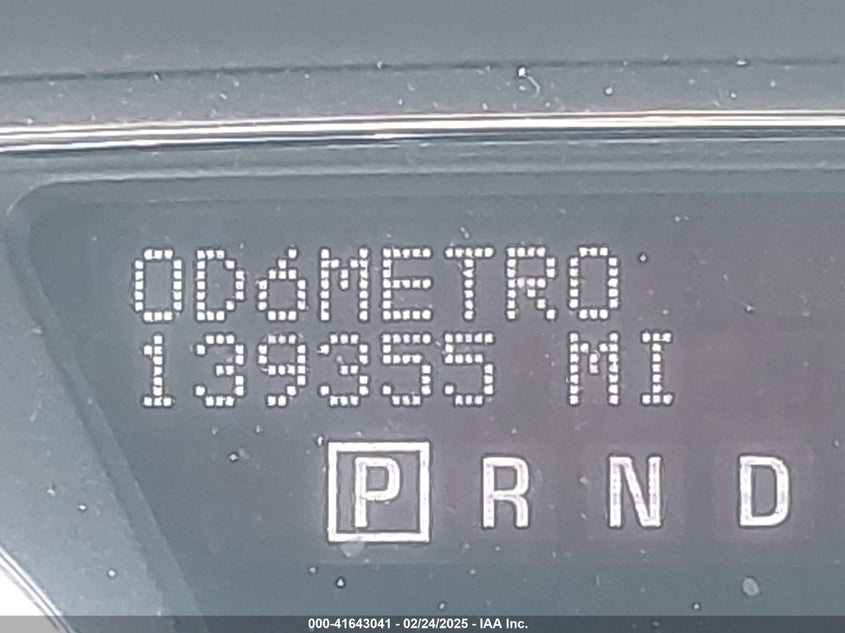 ODóMETRO
139355 MI
P R N D
000-41643041 - 02/24/2025 - IAA Inc.